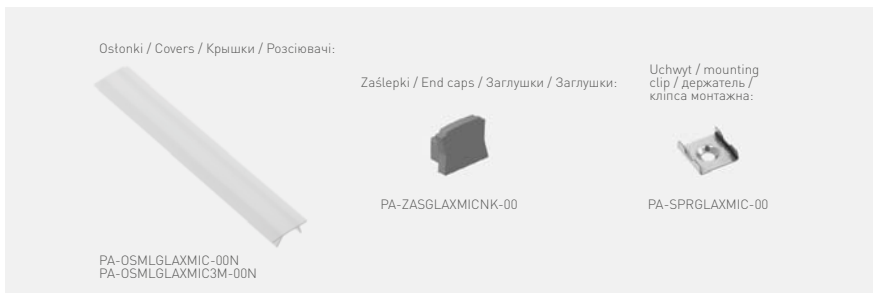 Osłonki / Covers / Крышки / Розсіювачі:
Zaślepki / End caps / Заглушки / Заглушки:
Uchwyt / mounting
clip / держатель /
кліпса монтажна:
PA-ZASGLAXMICNK-00
PA-SPRGLAXMIC-00
PA-OSMLGLAXMIC-00N
PA-OSMLGLAXMIC3M-00N